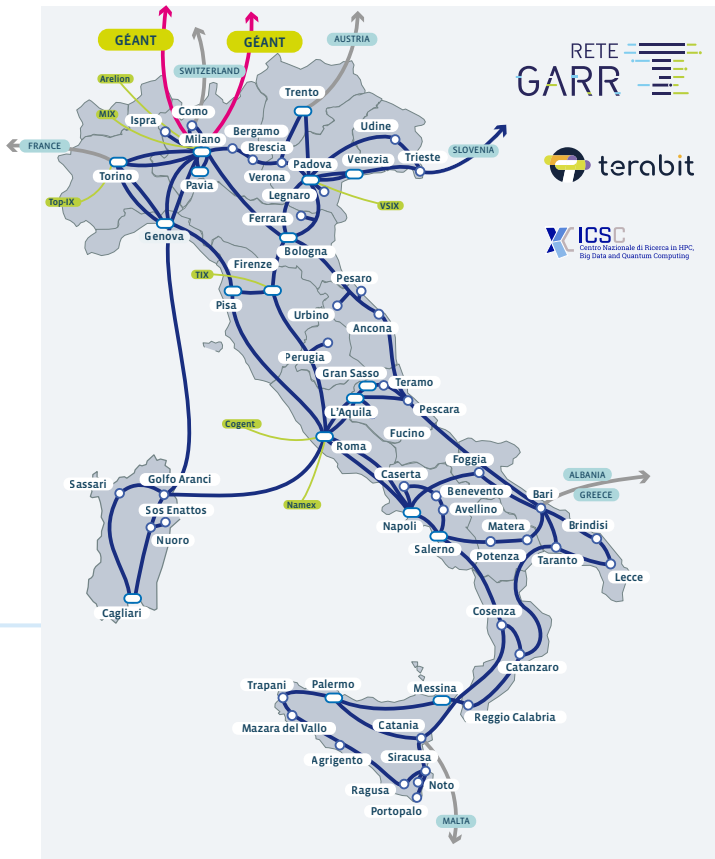 GÉANT
GÉANT
AUSTRIA
SWITZERLAND
RETE
GARR
Arelion
Trento
MIX
Como
Ispra
Bergamo
Udine
Milano
Brescia
FRANCE
Padova
Venezia
Trieste
SLOVENIA
terabit
Torino
Pavia
Verona
Legnaro
Top-IX
VSIX
Ferrara
ICSC
Centro Nazionale di Ricerca in HPC,
Big Data and Quantum Computing
Genova
Bologna
Firenze
TIX
Pesaro
Pisa
Urbino
Ancona
Perugia
Gran Sasso
Teramo
L'Aquila
Pescara
Cogent
Fucino
Roma
Foggia
Caserta
ALBANIA
Sassari
Golfo Aranci
Benevento
Bari
GREECE
Namex
Sos Enattos
Avellino
Napoli
Matera
Brindisi
Nuoro
Salerno
Potenza
Taranto
Lecce
Cagliari
Cosenza
Catanzaro
Trapani
Palermo
Messina
Reggio Calabria
Mazara del Vallo
Catania
Agrigento
Siracusa
Ragusa
Noto
Portopalo
MALTA